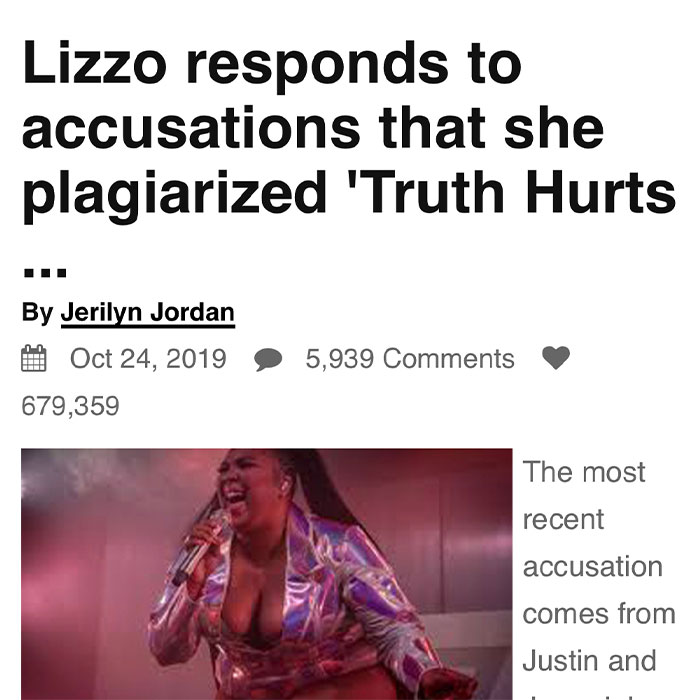 Lizzo responds to
accusations that she
plagiarized 'Truth Hurts
...
By Jerilyn Jordan
Oct 24, 2019 5,939 Comments
679,359
The most
recent
accusation
comes from
Justin and